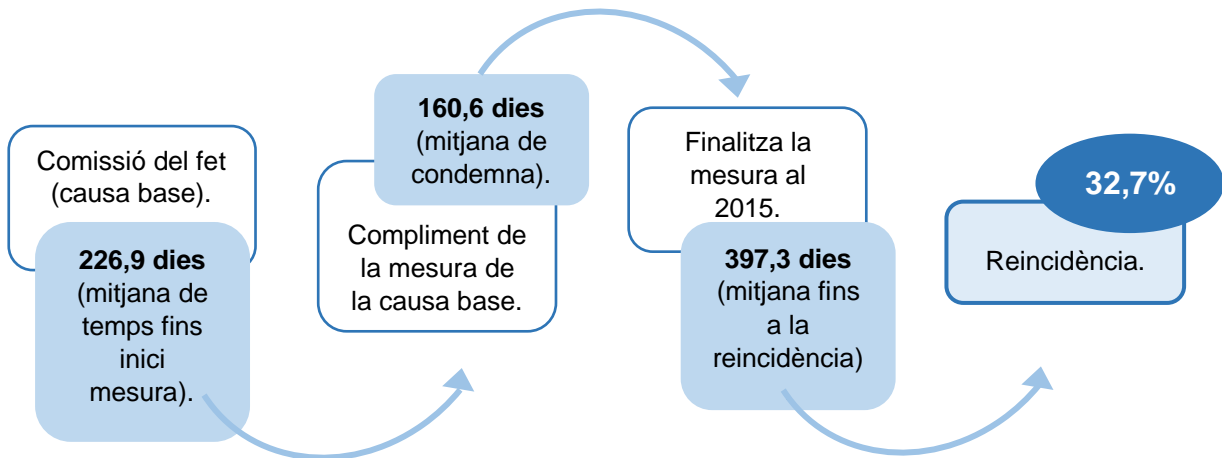 Comissió del fet
(causa base).
226,9 dies
(mitjana de
temps fins
inici
mesura).
160,6 dies
(mitjana de
condemna).
Compliment de
la mesura de
la causa base.
Finalitza la
mesura al
2015.
397,3 dies
(mitjana fins
a la
reincidència)
32,7%
Reincidència.